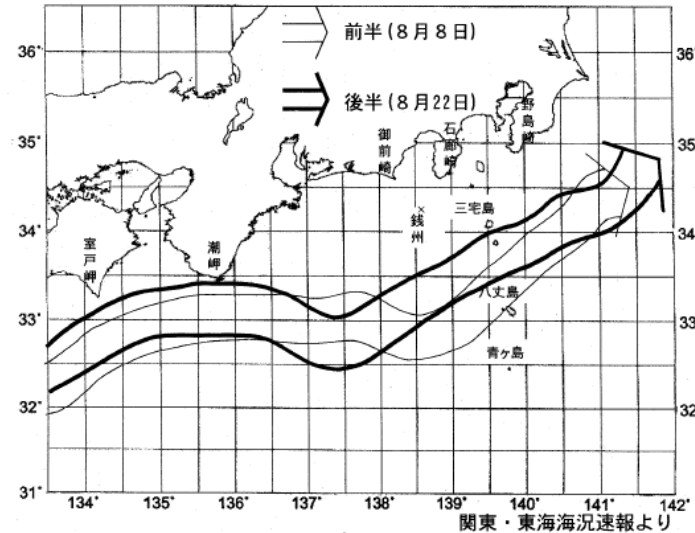 前半(8月8日)
後半(8月22日)
36°
35°
34°
33°
32°
31°
36°
35
34
33
32
野島崎
石廊崎
御前崎
三宅島
×銭州
室戸岬
潮岬
八丈島
青ヶ島
134°
135°
136°
137°
138°
139°
140°
141°
142°
関東・東海海況速報より